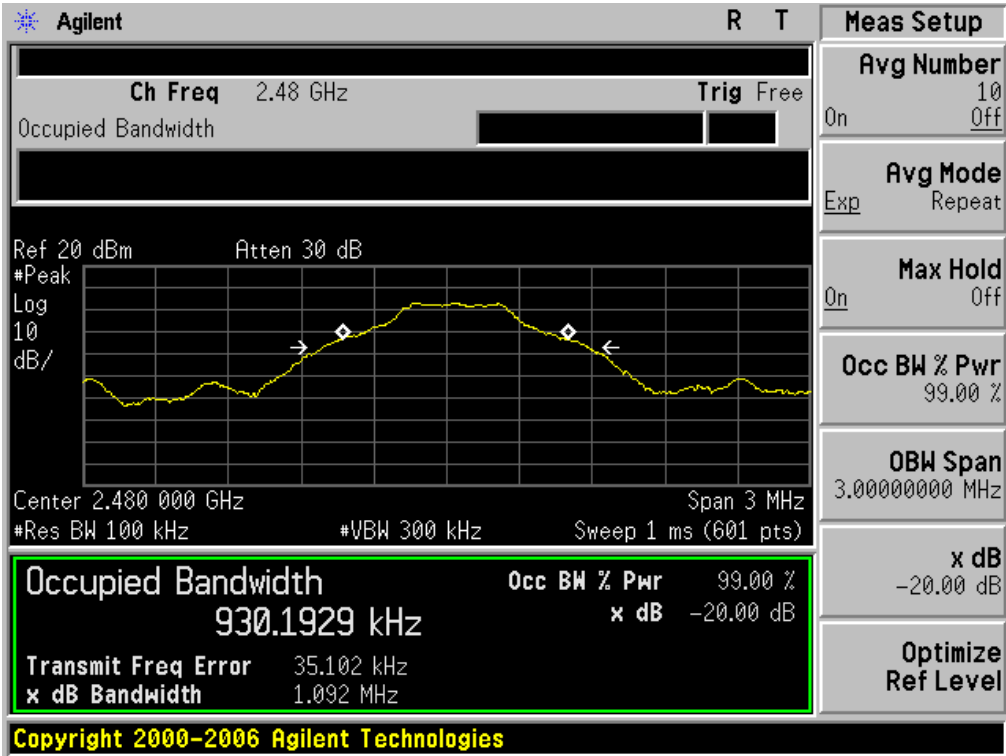 Agilent R T
Ch Freq 2.48 GHz Trig Free
Occupied Bandwidth
Ref 20 dBm Atten 30 dB
#Peak
Log
10
dB/
Center 2.480 000 GHz Span 3 MHz
#Res BW 100 kHz #VBW 300 kHz Sweep 1 ms (601 pts)
Occupied Bandwidth
930.1929 kHz
Occ BW % Pwr 99.00 %
x dB -20.00 dB
Transmit Freq Error 35.102 kHz
x dB Bandwidth 1.092 MHz
Copyright 2000-2006 Agilent Technologies
Meas Setup
Avg Number
10
On Off
Avg Mode
Exp Repeat
Max Hold
On Off
Occ BW % Pwr
99.00 %
OBW Span
3.00000000 MHz
x dB
-20.00 dB
Optimize
Ref Level